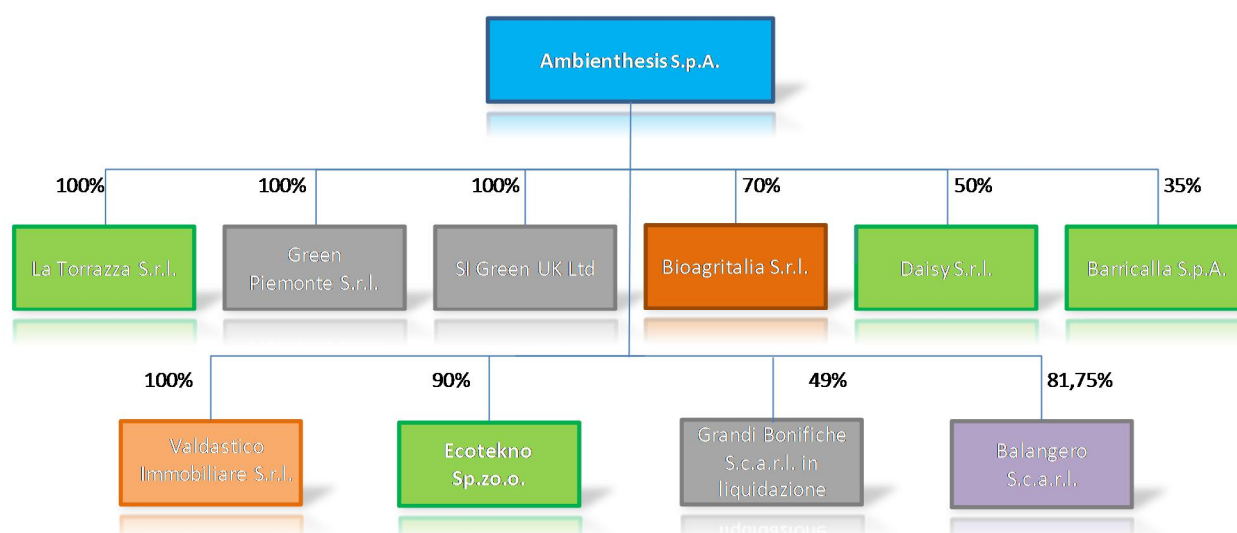 Ambienthesis S.p.A.
100%
100%
100%
70%
50%
35%
La Torrazza S.r.l.
Green
Piemonte S.r.l.
SI Green UK Ltd
Bioagritalia S.r.l.
Daisy S.r.l.
Barricalla S.p.A.
100%
90%
49%
81,75%
Valdastico
Immobiliare S.r.l.
Ecotekno
Sp.zo.o.
Grandi Bonifiche
S.c.a.r.l. in
liquidazione
Balangero
S.c.a.r.l.